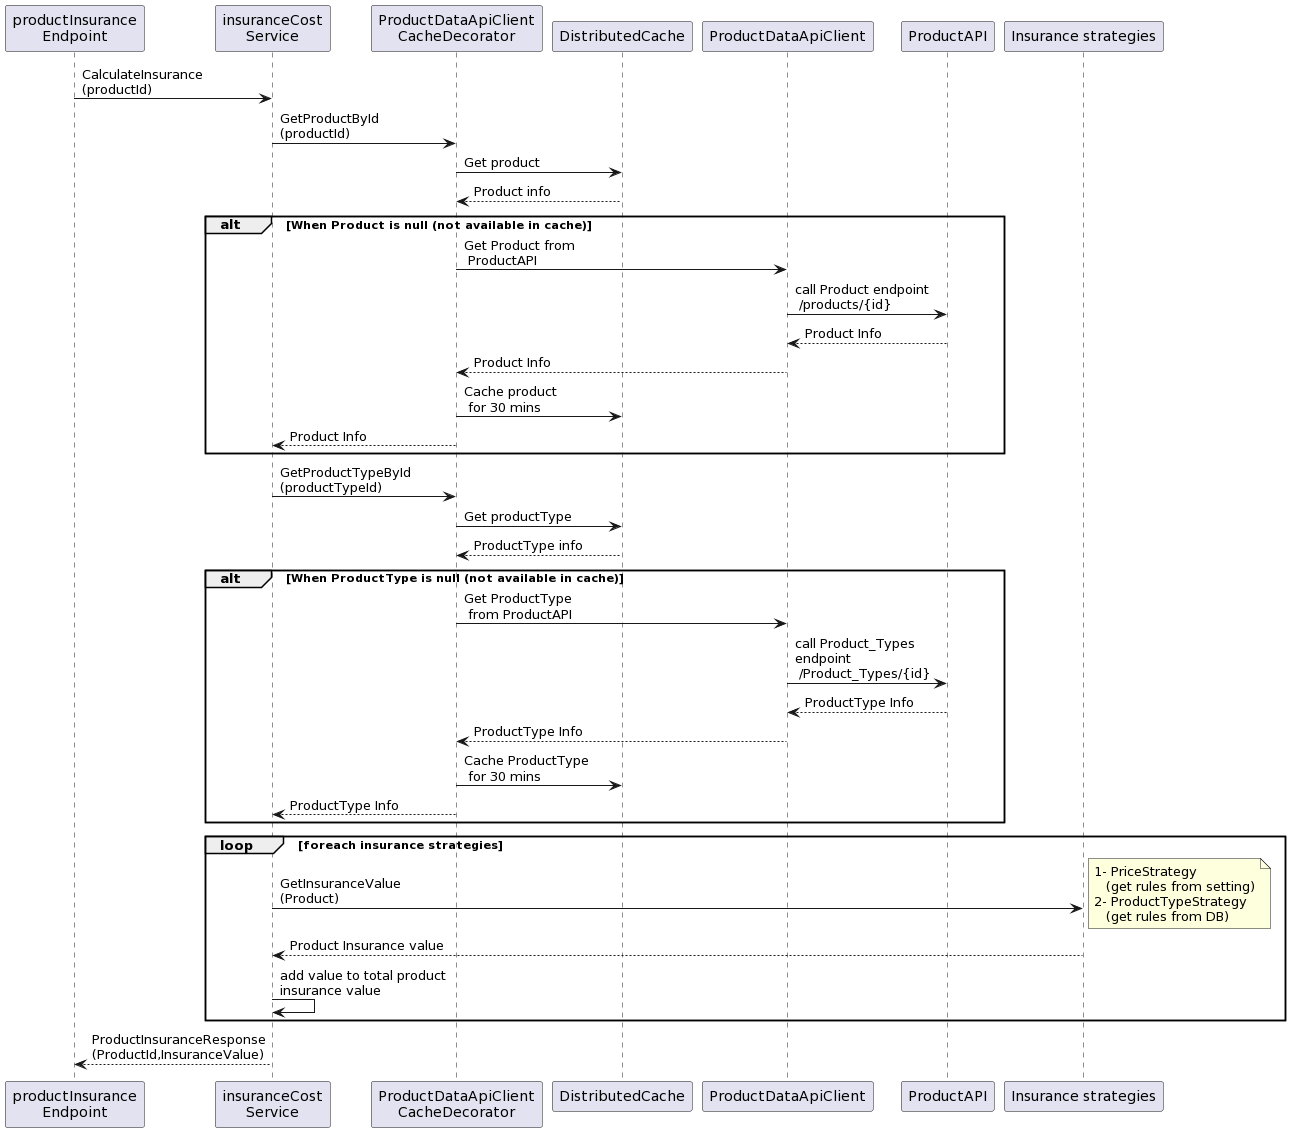 productInsurance
Endpoint
insuranceCost
Service
ProductDataApiClient
CacheDecorator
DistributedCache
ProductDataApiClient
ProductAPI
Insurance strategies
CalculateInsurance
(productId)
GetProductById
(productId)
Get product
Product info
alt
[When Product is null (not available in cache)]
Get Product from
ProductAPI
call Product endpoint
/products/{id}
Product Info
Product Info
Cache product
for 30 mins
Product Info
GetProductTypeById
(productTypeId)
Get productType
ProductType info
alt
[When ProductType is null (not available in cache)]
Get ProductType
from ProductAPI
call Product_Types
endpoint
/Product_Types/{id}
ProductType Info
ProductType Info
Cache ProductType
for 30 mins
ProductType Info
loop
[foreach insurance strategies]
GetInsuranceValue
(Product)
1- PriceStrategy
(get rules from setting)
2- ProductTypeStrategy
(get rules from DB)
Product Insurance value
add value to total product
insurance value
ProductInsuranceResponse
(ProductId,InsuranceValue)
productInsurance
Endpoint
insuranceCost
Service
ProductDataApiClient
CacheDecorator
DistributedCache
ProductDataApiClient
ProductAPI
Insurance strategies